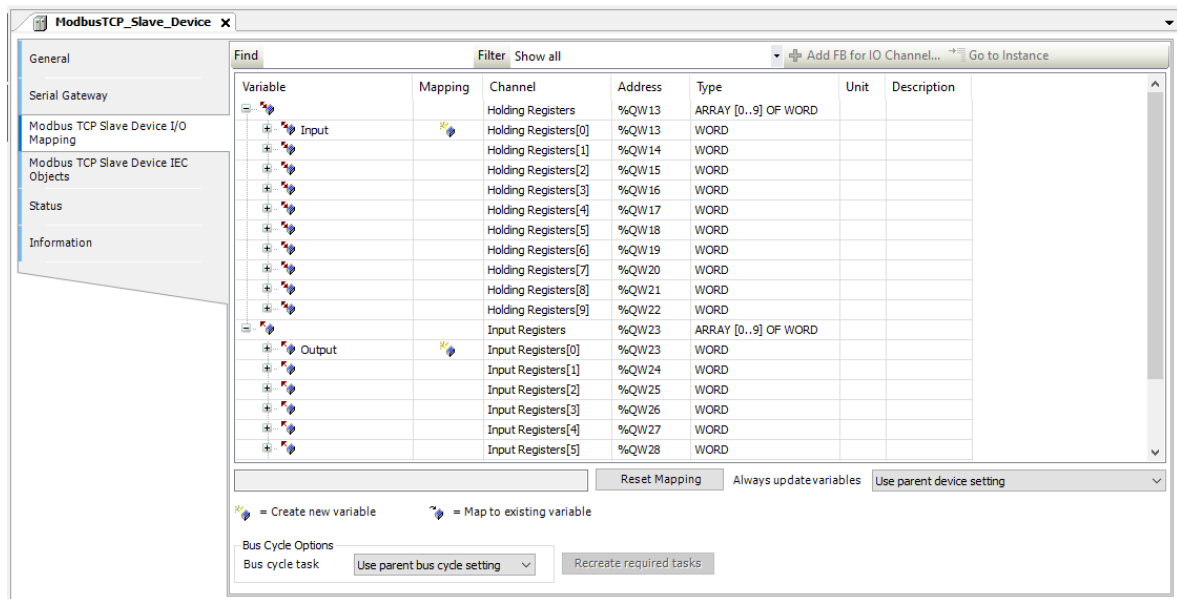 ModbusTCP_Slave_Device X
General
Serial Gateway
Modbus TCP Slave Device I/O
Mapping
Modbus TCP Slave Device IEC
Objects
Status
Information
Find Filter Show all Add FB for IO Channel... Go to Instance
Variable Mapping Channel Address Type Unit Description
Holding Registers %QW13 ARRAY [0..9] OF WORD
Input Holding Registers[0] %QW13 WORD
Holding Registers[1] %QW14 WORD
Holding Registers[2] %QW15 WORD
Holding Registers[3] %QW16 WORD
Holding Registers[4] %QW17 WORD
Holding Registers[5] %QW18 WORD
Holding Registers[6] %QW19 WORD
Holding Registers[7] %QW20 WORD
Holding Registers[8] %QW21 WORD
Holding Registers[9] %QW22 WORD
Input Registers %QW23 ARRAY [0..9] OF WORD
Output Input Registers[0] %QW23 WORD
Input Registers[1] %QW24 WORD
Input Registers[2] %QW25 WORD
Input Registers[3] %QW26 WORD
Input Registers[4] %QW27 WORD
Input Registers[5] %QW28 WORD
Reset Mapping Always update variables Use parent device setting
= Create new variable = Map to existing variable
Bus Cycle Options
Bus cycle task Use parent bus cycle setting Recreate required tasks